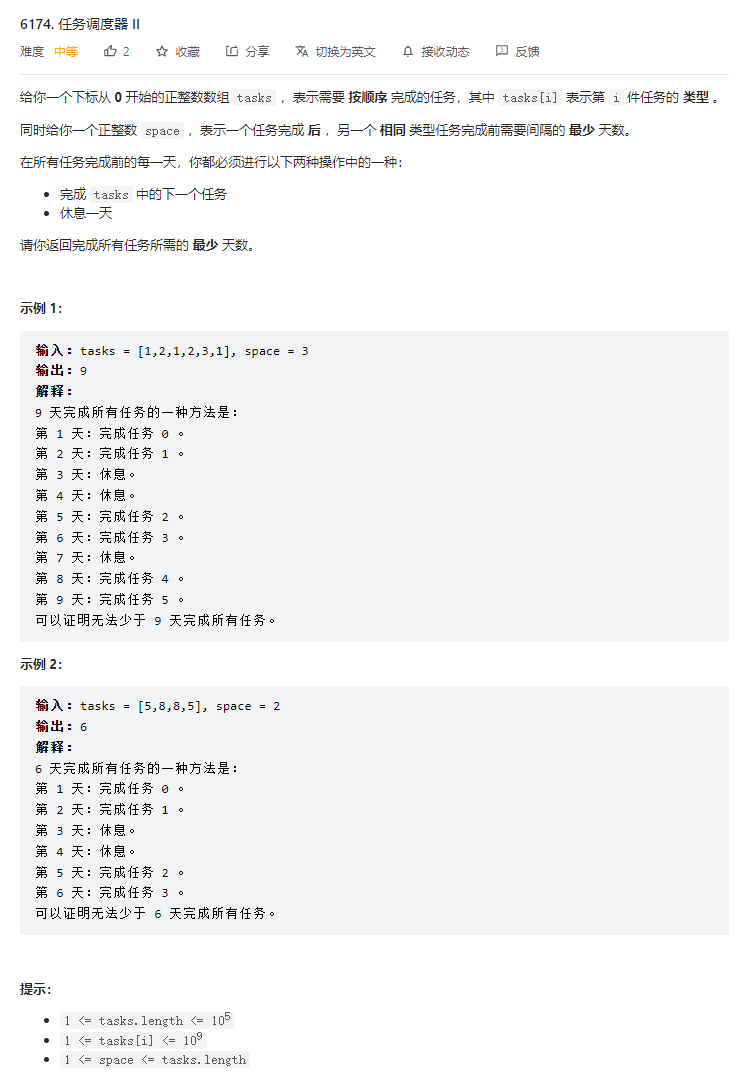 6174. 任务调度器 II
难度 中等 2 收藏 分享 切换为英文 接收动态 反馈
给你一个下标从 0 开始的正整数数组 tasks ，表示需要 按顺序 完成的任务，其中 tasks[i] 表示第 i 件任务的 类型 。
同时给你一个正整数 space ，表示一个任务完成 后 ，另一个 相同 类型任务完成前需要间隔的 最少 天数。
在所有任务完成前的每一天，你都必须进行以下两种操作中的一种：
• 完成 tasks 中的下一个任务
• 休息一天
请你返回完成所有任务所需的 最少 天数。
示例 1：
输入：tasks = [1,2,1,2,3,1], space = 3
输出：9
解释：
9 天完成所有任务的一种方法是：
第 1 天：完成任务 0 。
第 2 天：完成任务 1 。
第 3 天：休息。
第 4 天：休息。
第 5 天：完成任务 2 。
第 6 天：完成任务 3 。
第 7 天：休息。
第 8 天：完成任务 4 。
第 9 天：完成任务 5 。
可以证明无法少于 9 天完成所有任务。
示例 2：
输入：tasks = [5,8,8,5], space = 2
输出：6
解释：
6 天完成所有任务的一种方法是：
第 1 天：完成任务 0 。
第 2 天：完成任务 1 。
第 3 天：休息。
第 4 天：休息。
第 5 天：完成任务 2 。
第 6 天：完成任务 3 。
可以证明无法少于 6 天完成所有任务。
提示：
• 1 <= tasks.length <= 10⁵
• 1 <= tasks[i] <= 10⁹
• 1 <= space <= tasks.length